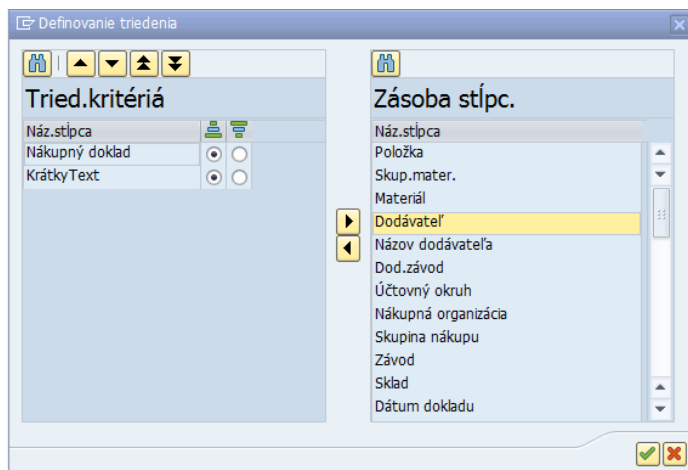 Definovanie triedenia
Tried.kritériá
Náz.stĺpca
Nákupný doklad
KrátkyText
Zásoba stĺpc.
Náz.stĺpca
Položka
Skup.mater.
Materiál
Dodávateľ
Názov dodávateľa
Dod.závod
Účtovný okruh
Nákupná organizácia
Skupina nákupu
Závod
Sklad
Dátum dokladu